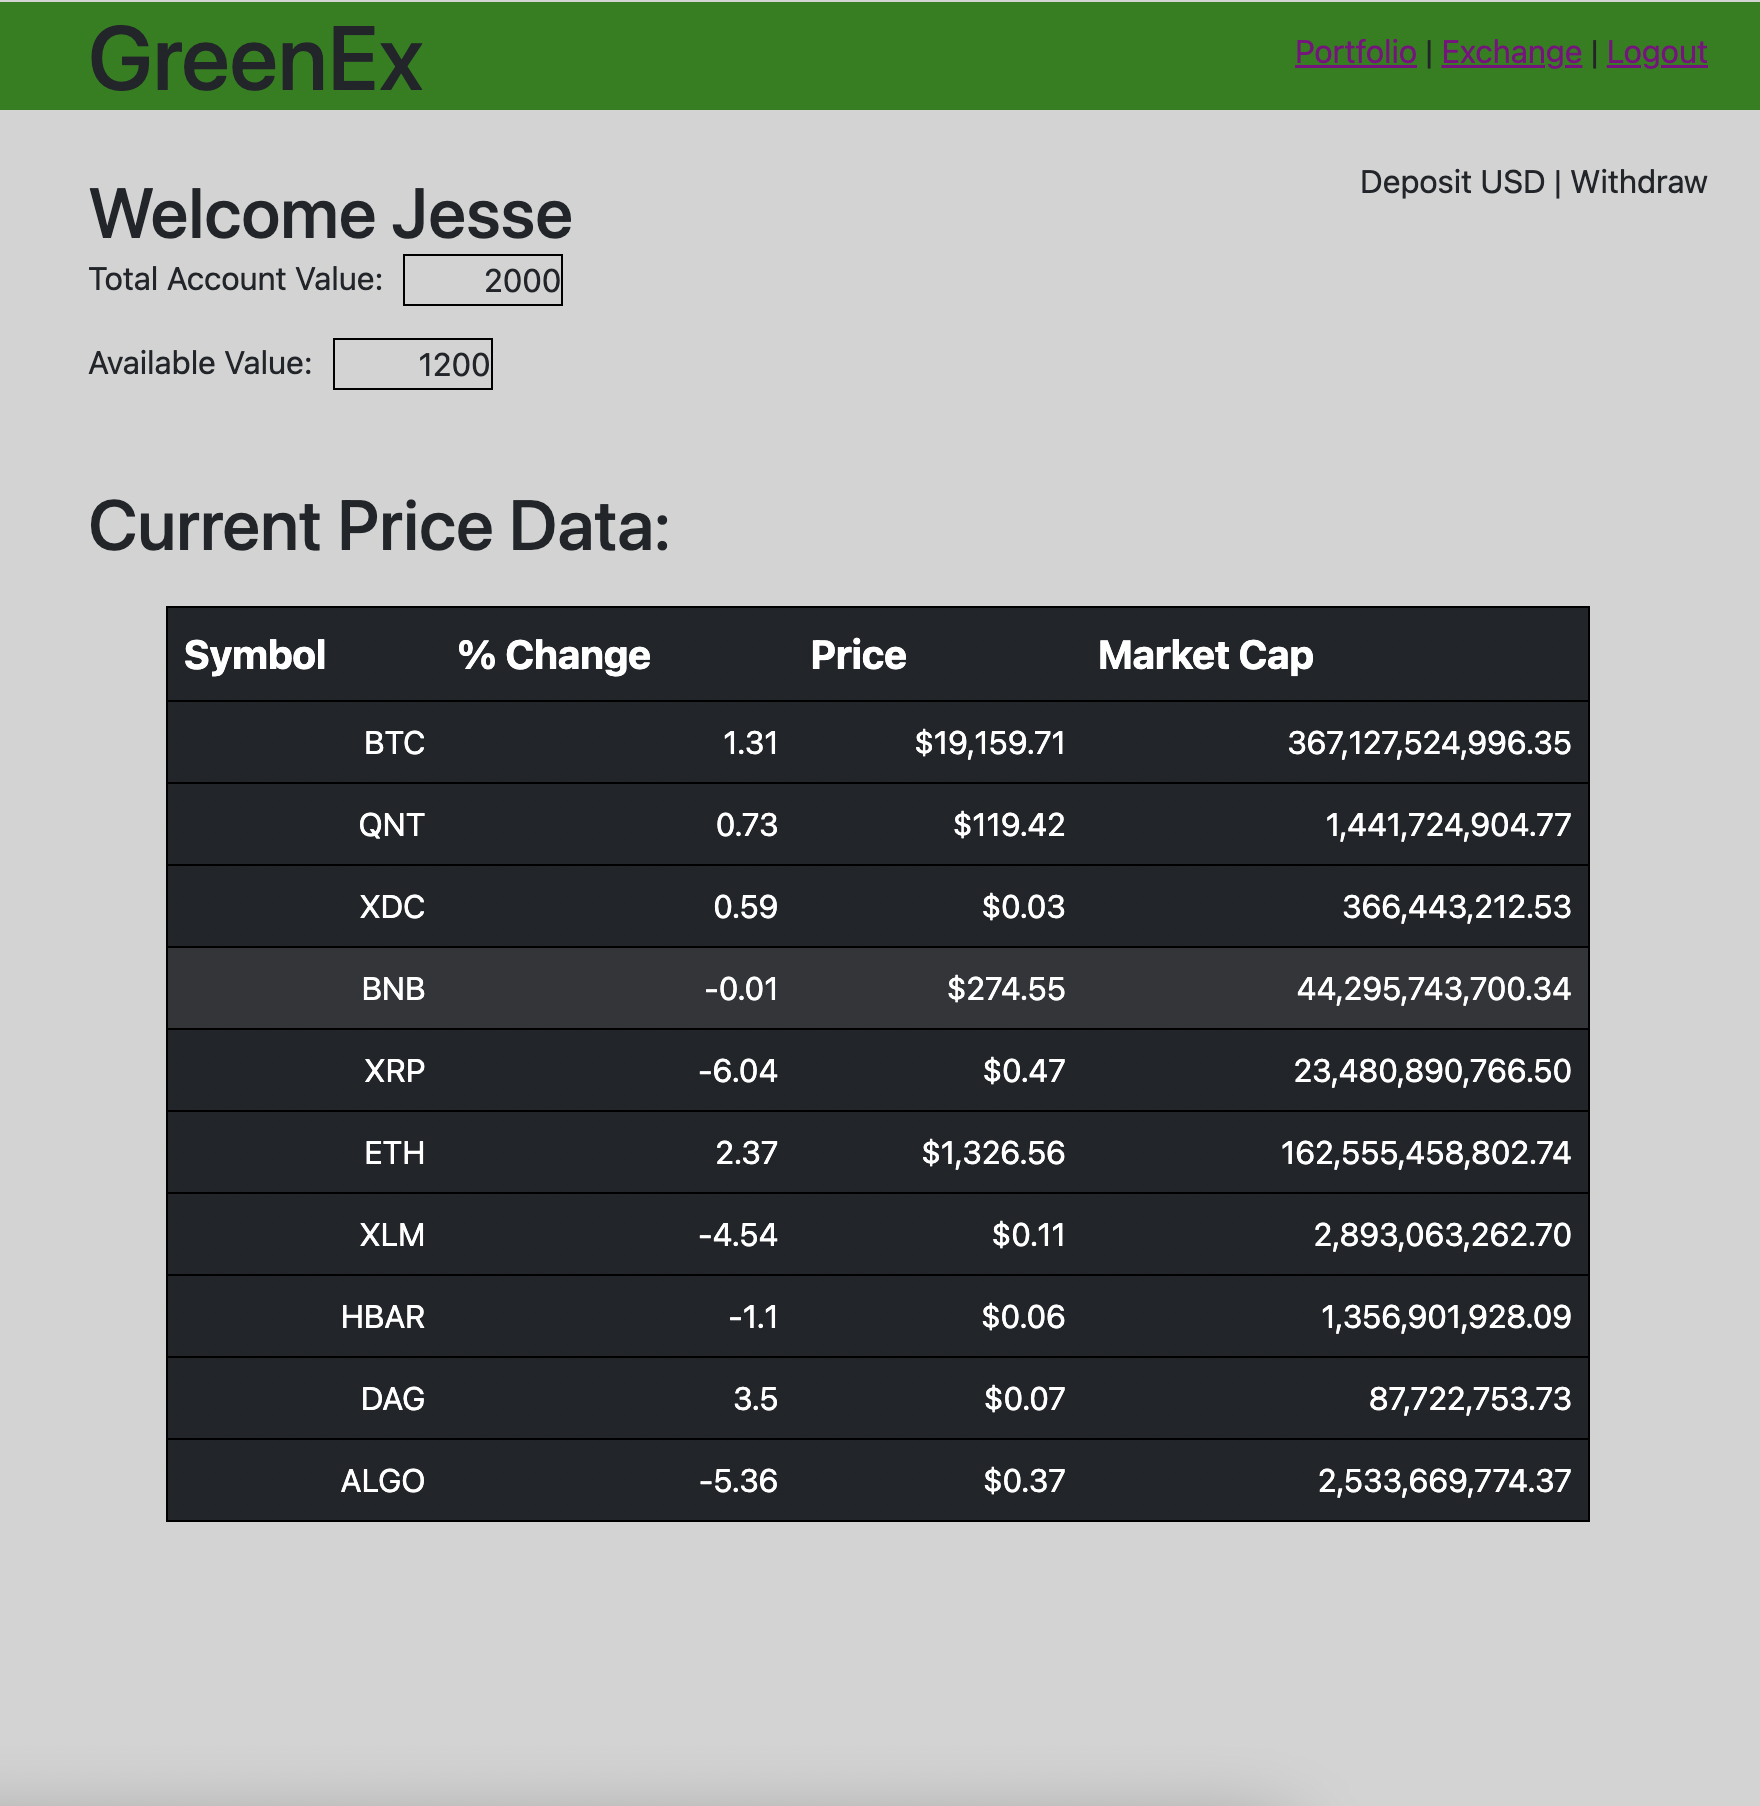 GreenEx
Portfolio | Exchange | Logout
Deposit USD | Withdraw
Welcome Jesse
Total Account Value: 2000
Available Value: 1200
Current Price Data:
Symbol % Change Price Market Cap
BTC 1.31 $19,159.71 367,127,524,996.35
QNT 0.73 $119.42 1,441,724,904.77
XDC 0.59 $0.03 366,443,212.53
BNB -0.01 $274.55 44,295,743,700.34
XRP -6.04 $0.47 23,480,890,766.50
ETH 2.37 $1,326.56 162,555,458,802.74
XLM -4.54 $0.11 2,893,063,262.70
HBAR -1.1 $0.06 1,356,901,928.09
DAG 3.5 $0.07 87,722,753.73
ALGO -5.36 $0.37 2,533,669,774.37